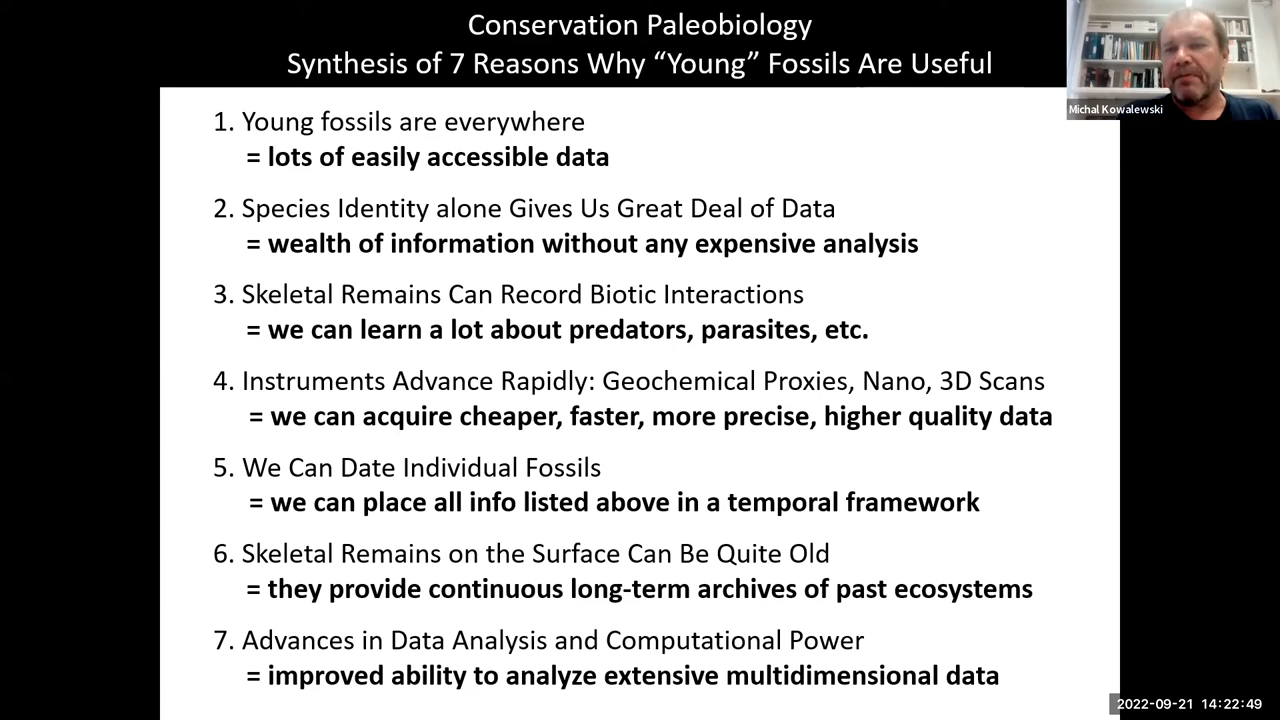 Conservation Paleobiology
Synthesis of 7 Reasons Why “Young” Fossils Are Useful
Michal Kowalewski
1. Young fossils are everywhere
= lots of easily accessible data
2. Species Identity alone Gives Us Great Deal of Data
= wealth of information without any expensive analysis
3. Skeletal Remains Can Record Biotic Interactions
= we can learn a lot about predators, parasites, etc.
4. Instruments Advance Rapidly: Geochemical Proxies, Nano, 3D Scans
= we can acquire cheaper, faster, more precise, higher quality data
5. We Can Date Individual Fossils
= we can place all info listed above in a temporal framework
6. Skeletal Remains on the Surface Can Be Quite Old
= they provide continuous long-term archives of past ecosystems
7. Advances in Data Analysis and Computational Power
= improved ability to analyze extensive multidimensional data
2022-09-21 14:22:49